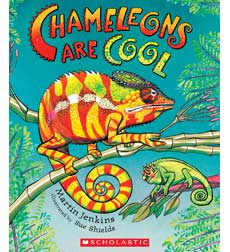 CHAMELEONS
ARE COOL
Martin Jenkins
illustrated by Sue Shields
SCHOLASTIC